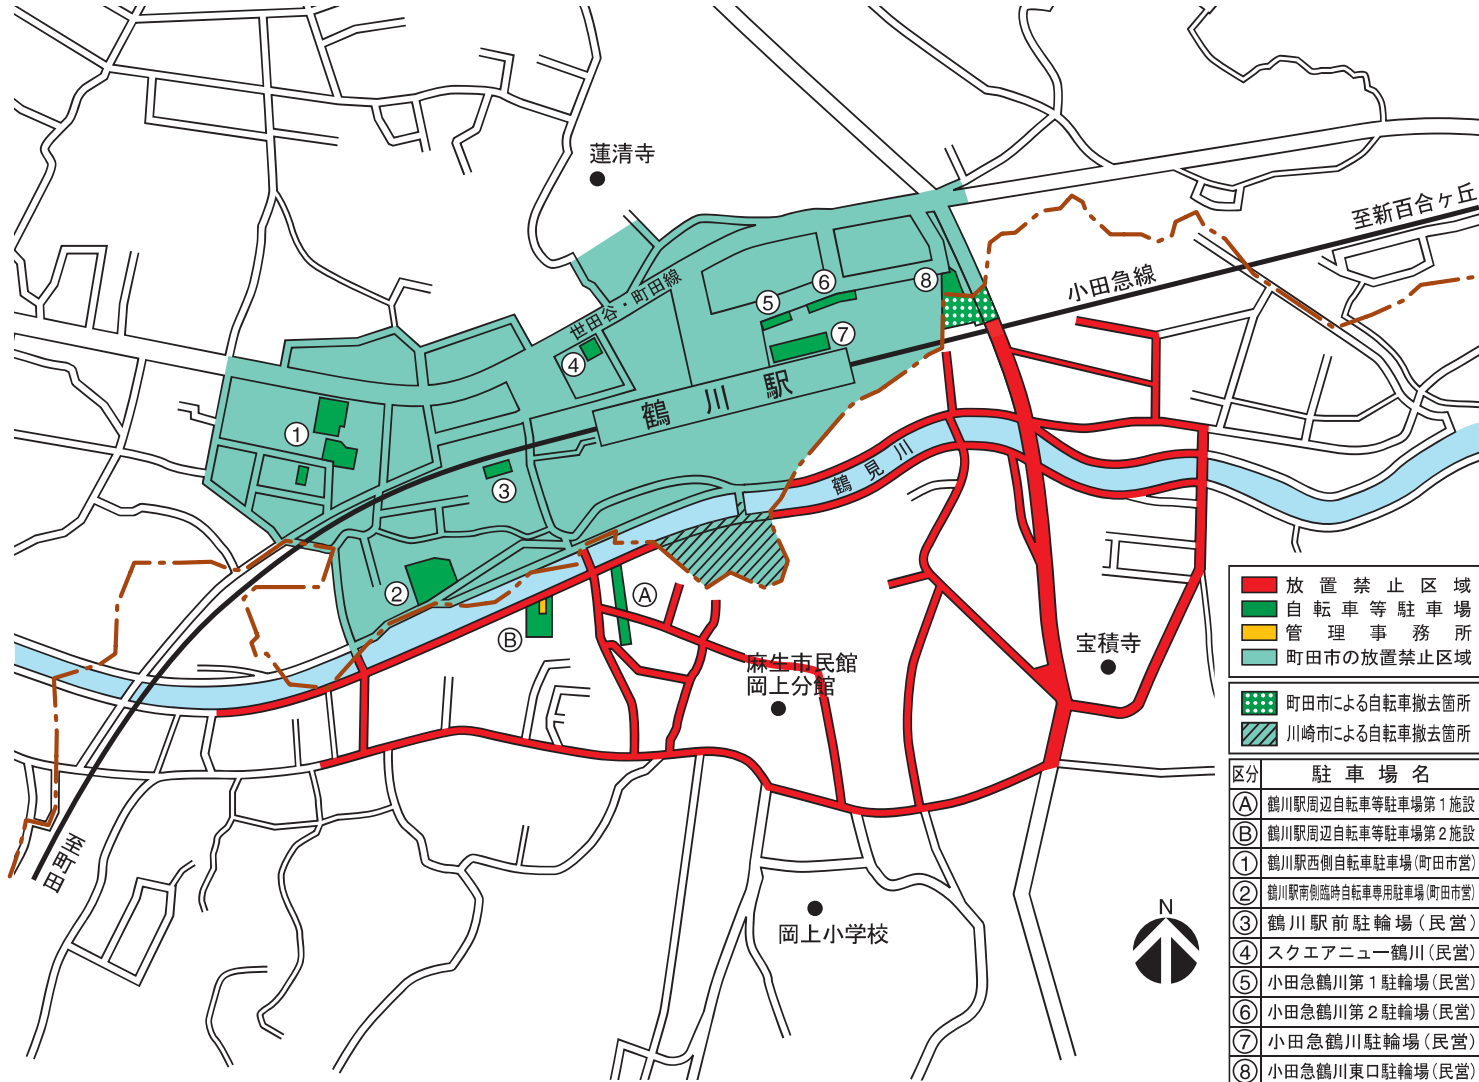 蓮清寺
至新百合ヶ丘
小田急線
世田谷・町田線
⑧
⑥
⑤
⑦
④
鶴川駅
①
鶴見川
③
②
Ⓐ
Ⓑ
宝積寺
麻生市民館
岡上分館
至町田
岡上小学校
N
放置禁止区域
自転車等駐車場
管理事務所
町田市の放置禁止区域
町田市による自転車撤去箇所
川崎市による自転車撤去箇所
区分 駐車場名
Ⓐ 鶴川駅周辺自転車等駐車場第1施設
Ⓑ 鶴川駅周辺自転車等駐車場第2施設
① 鶴川駅西側自転車駐車場(町田市営)
② 鶴川駅南側臨時自転車専用駐車場(町田市営)
③ 鶴川駅前駐輪場(民営)
④ スクエアニュー鶴川(民営)
⑤ 小田急鶴川第1駐輪場(民営)
⑥ 小田急鶴川第2駐輪場(民営)
⑦ 小田急鶴川駐輪場(民営)
⑧ 小田急鶴川東口駐輪場(民営)